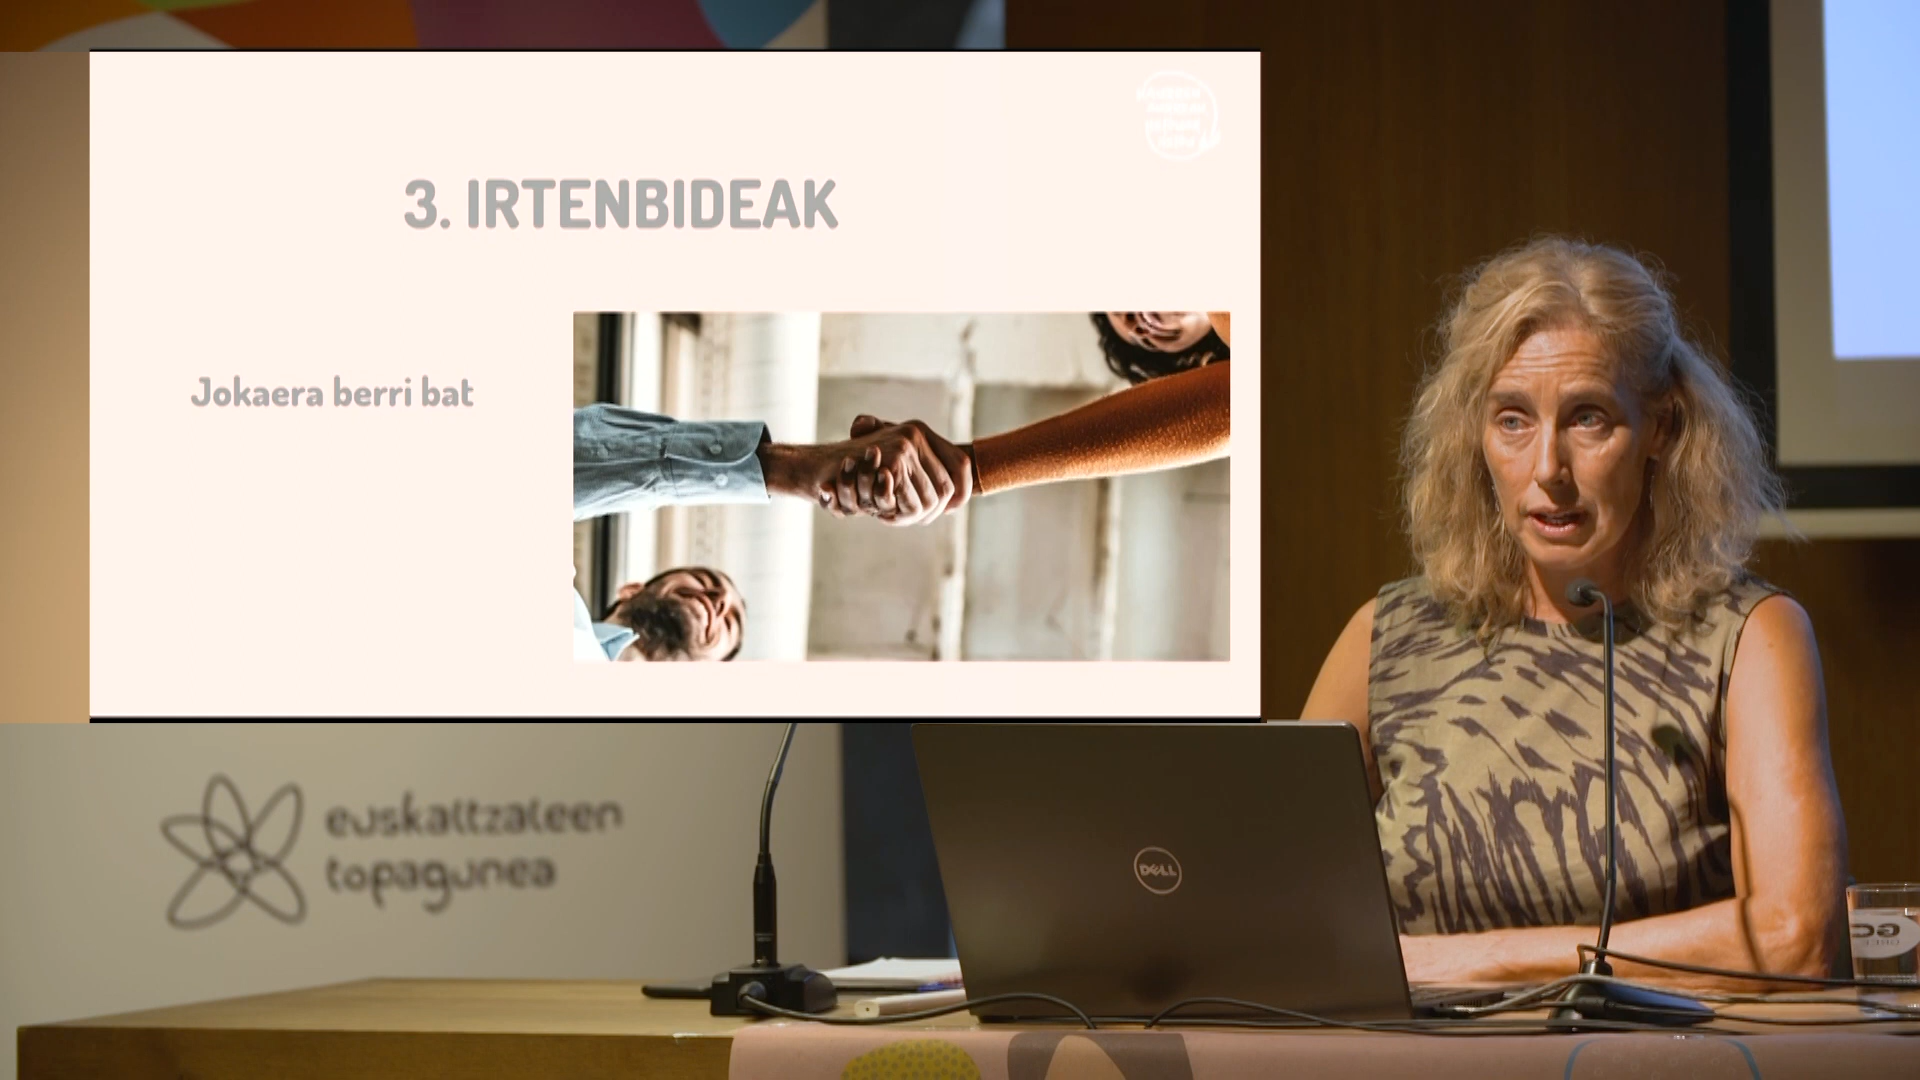 3. IRTENBIDEAK
Jokaera berri bat
euskaltzaleen
topagunea
DELL